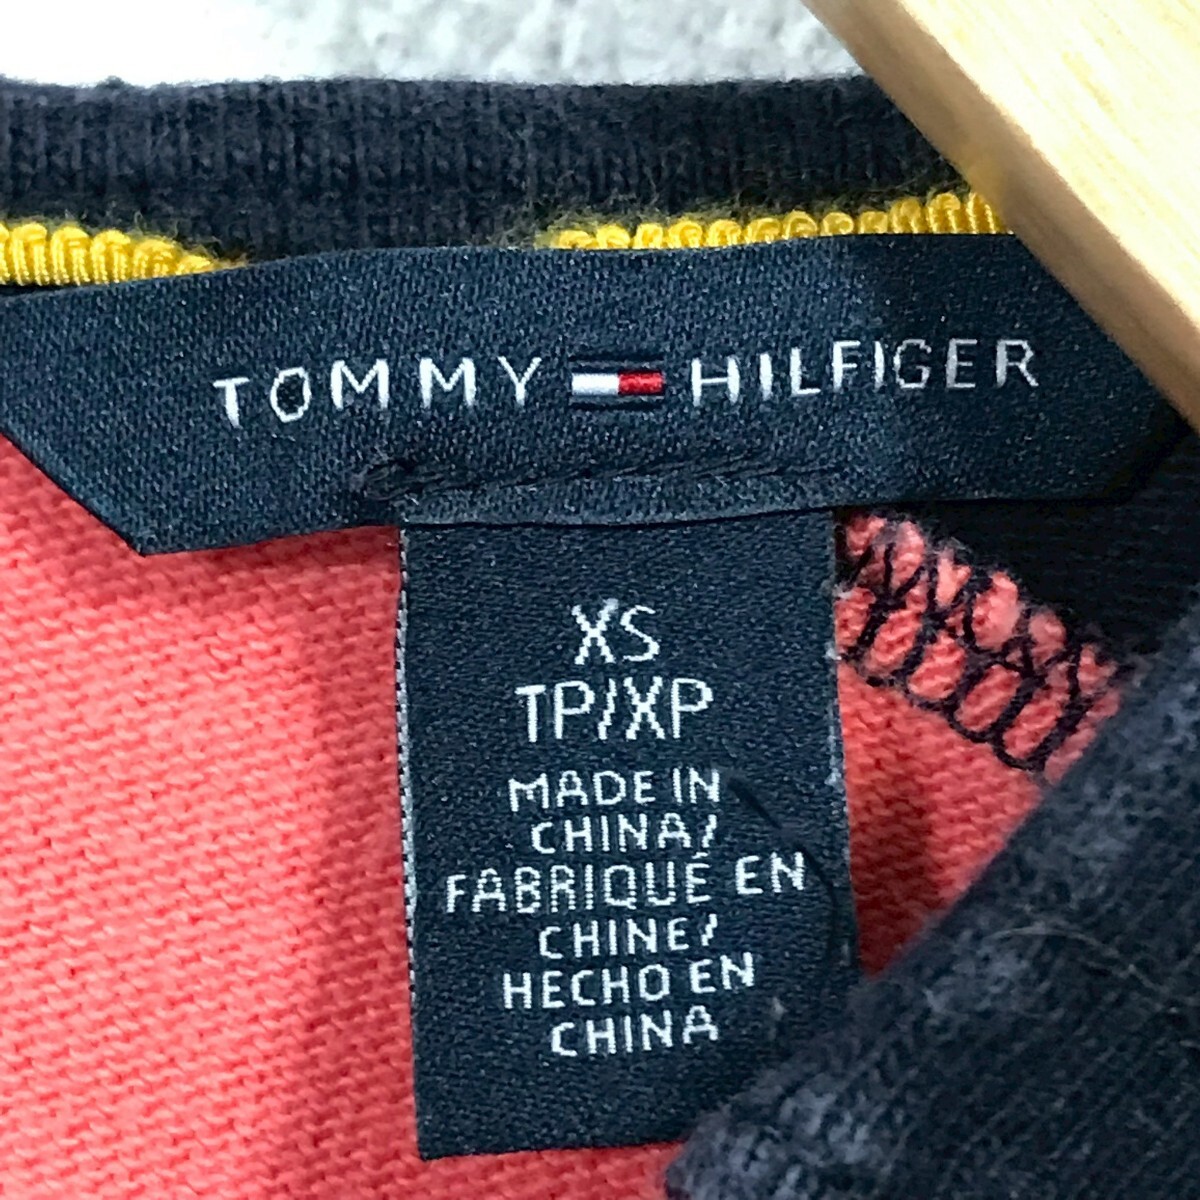 TOMMY HILFIGER
XS
TP/XP
MADE IN
CHINA/
FABRIQUÉ EN
CHINE/
HECHO EN
CHINA